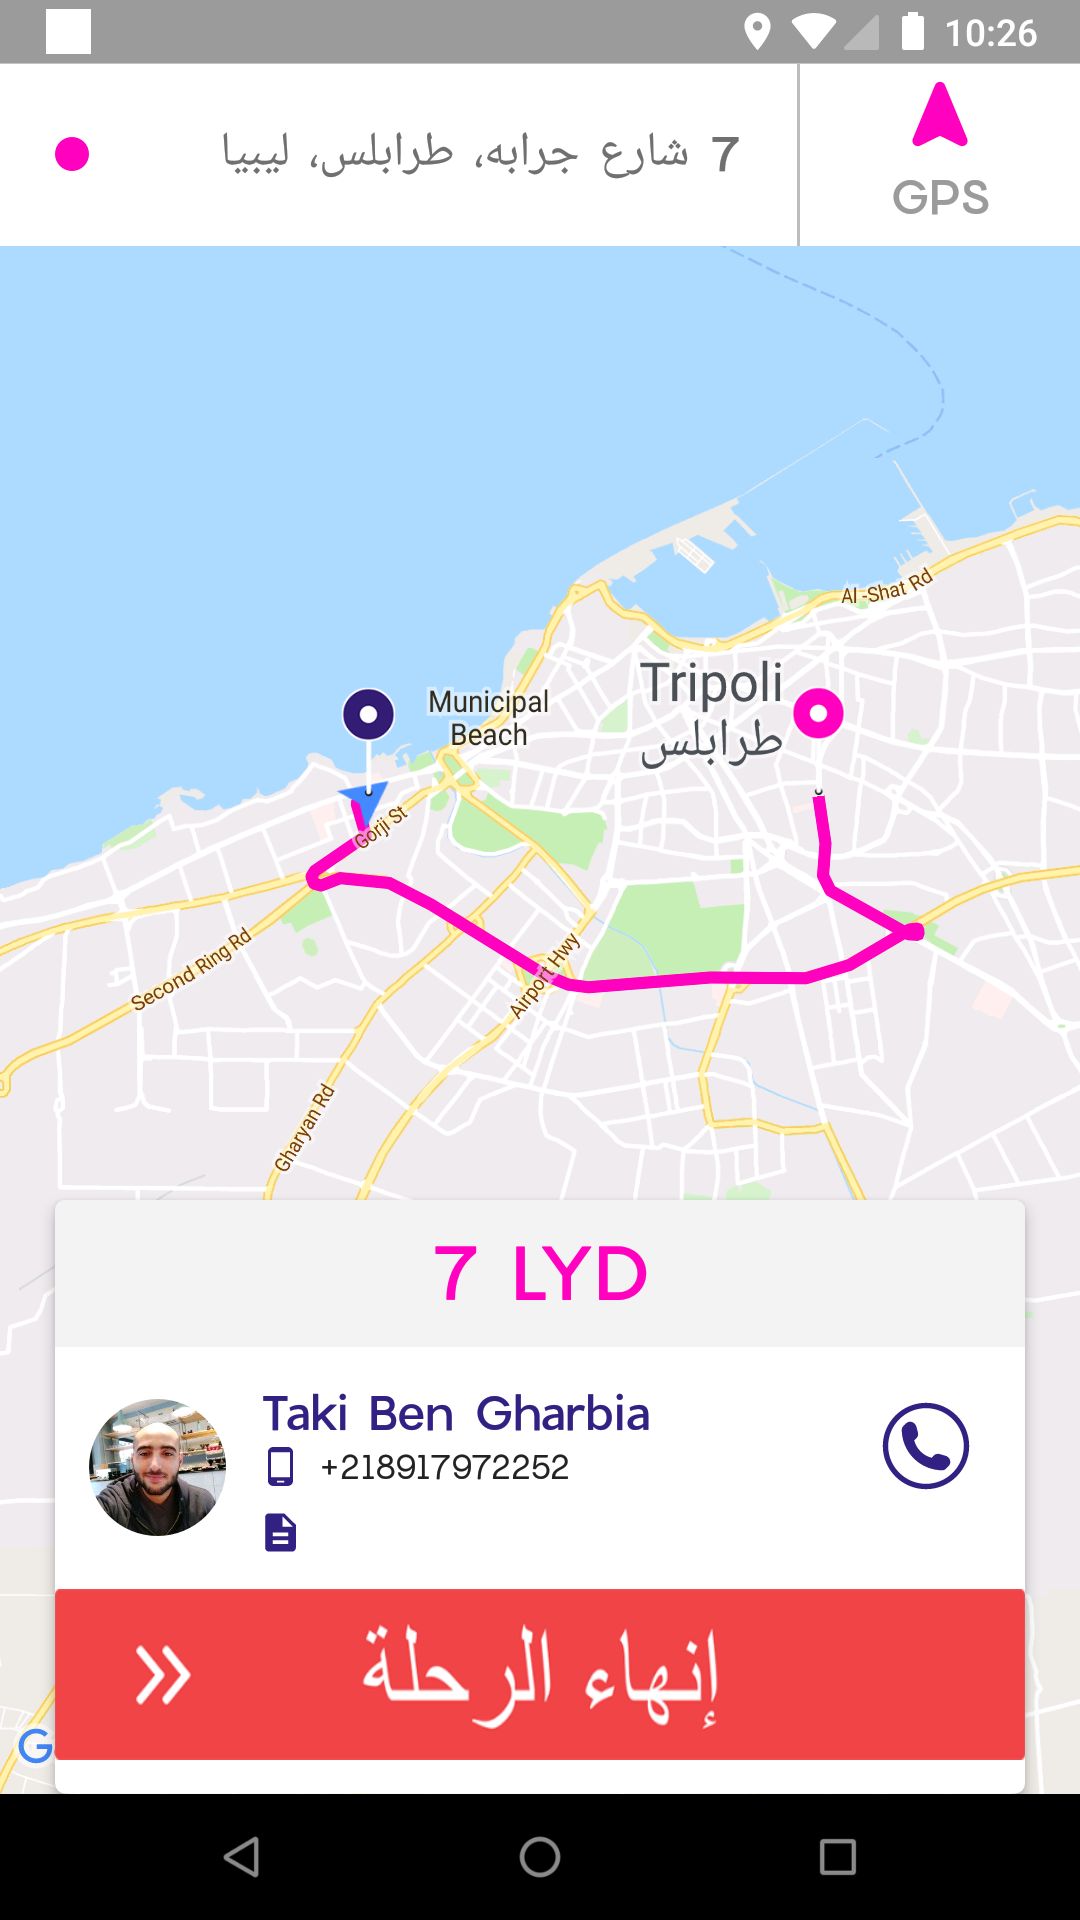 10:26
7 شارع جرابه، طرابلس، ليبيا
GPS
Al -Shat Rd
Tripoli
طرابلس
Municipal
Beach
Gorji St
Second Ring Rd
Airport Hwy
Gharyan Rd
7 LYD
Taki Ben Gharbia
+218917972252
إنهاء الرحلة
G